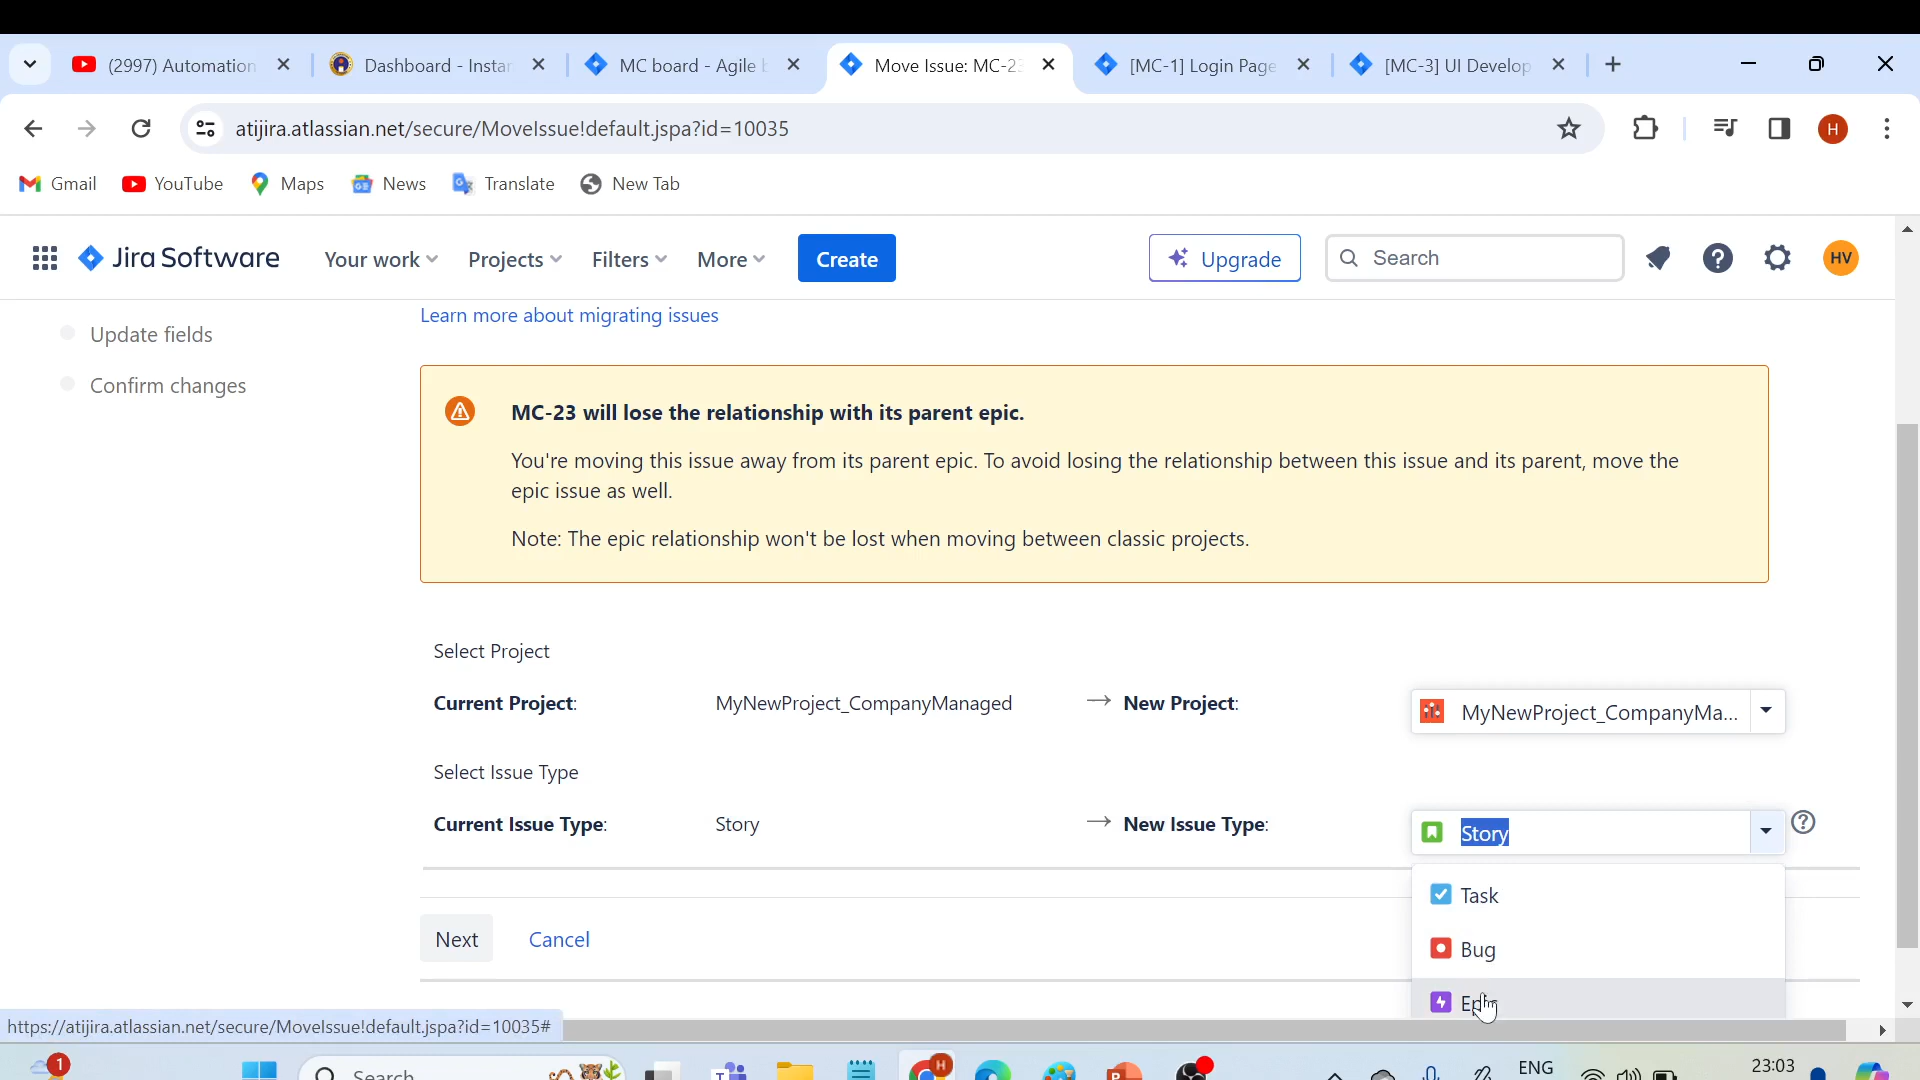 (2997) Automation
Dashboard - Instar
MC board - Agile b
Move Issue: MC-23
[MC-1] Login Page
[MC-3] UI Develop
atijira.atlassian.net/secure/MoveIssue!default.jspa?id=10035
H
Gmail
YouTube
Maps
News
Translate
New Tab
Jira Software
Your work
Projects
Filters
More
Create
Upgrade
Search
HV
Update fields
Confirm changes
Learn more about migrating issues
MC-23 will lose the relationship with its parent epic.
You're moving this issue away from its parent epic. To avoid losing the relationship between this issue and its parent, move the
epic issue as well.
Note: The epic relationship won't be lost when moving between classic projects.
Select Project
Current Project: MyNewProject_CompanyManaged → New Project: MyNewProject_CompanyMa...
Select Issue Type
Current Issue Type: Story → New Issue Type: Story
Task
Bug
Next
Cancel
https://atijira.atlassian.net/secure/MoveIssue!default.jspa?id=10035#
1
Search
H
ENG
23:03